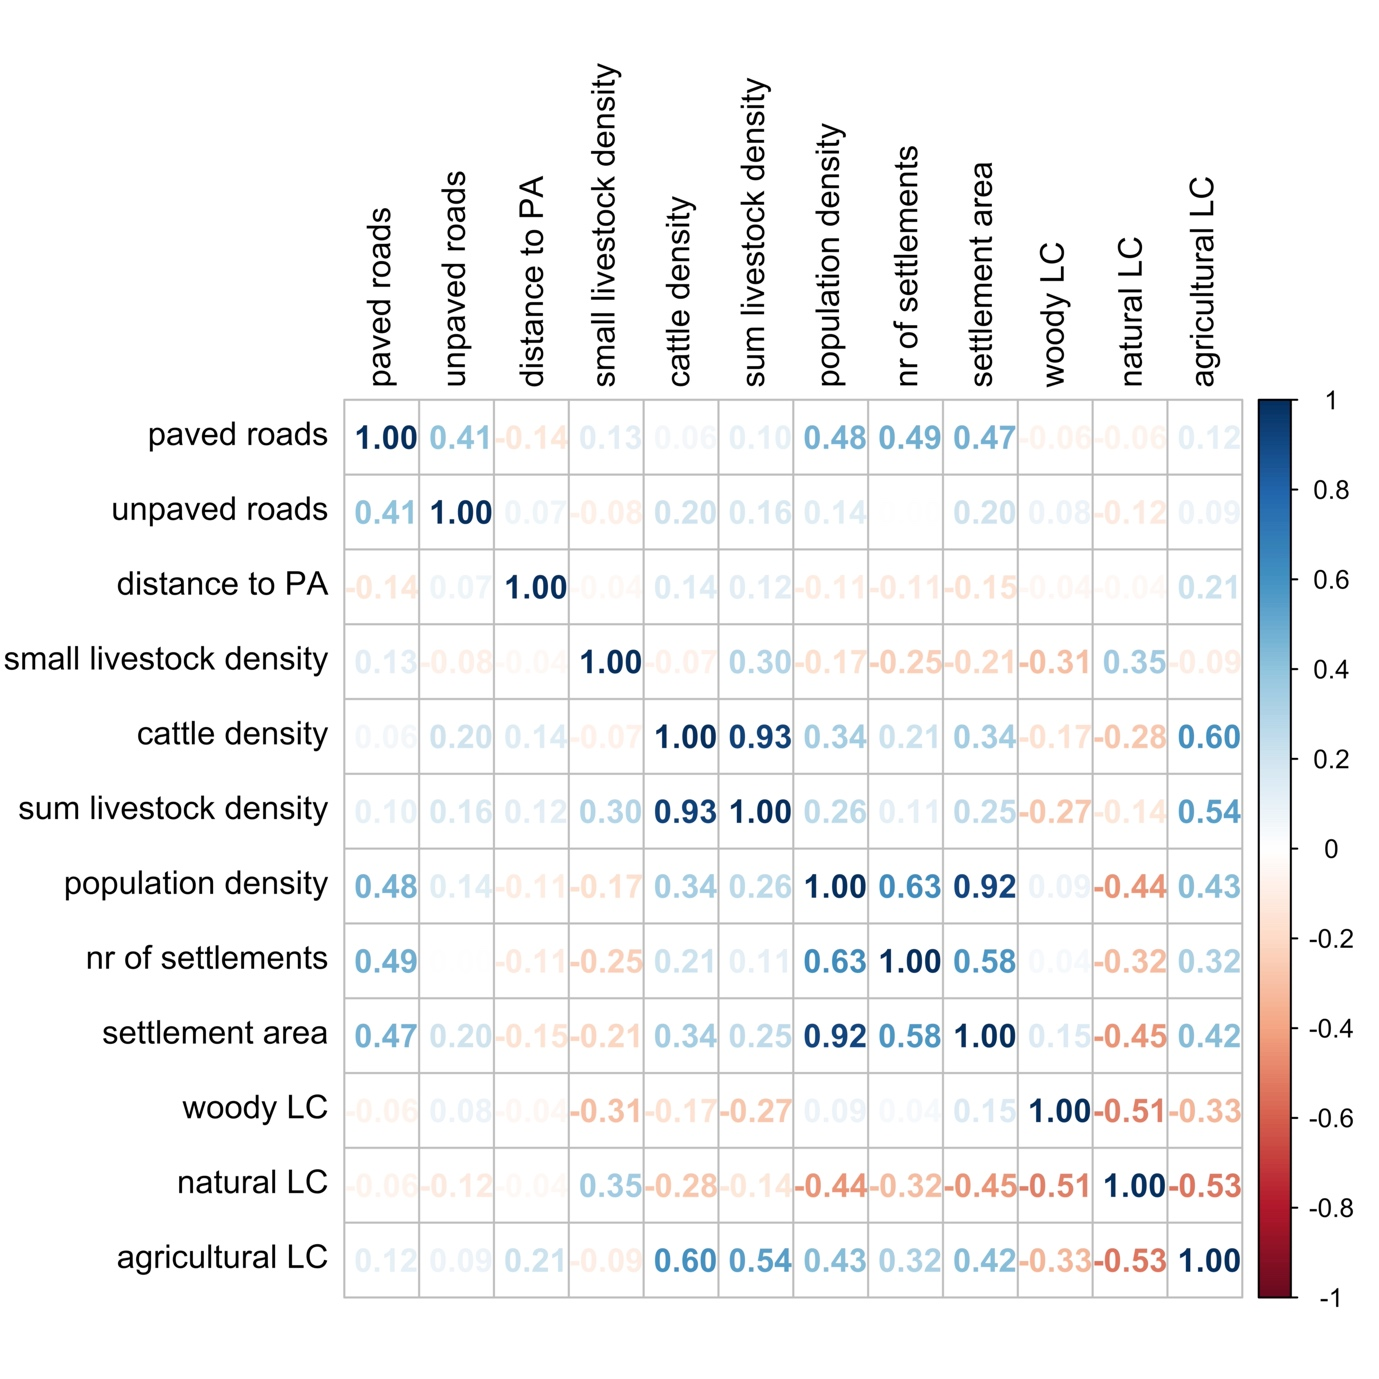 paved roads
unpaved roads
distance to PA
small livestock density
cattle density
sum livestock density
population density
nr of settlements
settlement area
woody LC
natural LC
agricultural LC
paved roads 1.00 0.41 -0.14 0.13 0.06 0.10 0.48 0.49 0.47 -0.06 -0.06 0.12
unpaved roads 0.41 1.00 0.07 -0.08 0.20 0.16 0.14 0.20 0.08 -0.12 0.09
distance to PA -0.14 0.07 1.00 -0.04 0.14 0.12 -0.11 -0.11 -0.15 -0.04 -0.04 0.21
small livestock density 0.13 -0.08 -0.04 1.00 -0.07 0.30 -0.17 -0.25 -0.21 -0.31 0.35 -0.09
cattle density 0.06 0.20 0.14 -0.07 1.00 0.93 0.34 0.21 0.34 -0.17 -0.28 0.60
sum livestock density 0.10 0.16 0.12 0.30 0.93 1.00 0.26 0.11 0.25 -0.27 -0.14 0.54
population density 0.48 0.14 -0.11 -0.17 0.34 0.26 1.00 0.63 0.92 0.09 -0.44 0.43
nr of settlements 0.49 -0.11 -0.25 0.21 0.11 0.63 1.00 0.58 0.04 -0.32 0.32
settlement area 0.47 0.20 -0.15 -0.21 0.34 0.25 0.92 0.58 1.00 0.15 -0.45 0.42
woody LC -0.06 0.08 -0.04 -0.31 -0.17 -0.27 0.09 0.04 0.15 1.00 -0.51 -0.33
natural LC -0.06 -0.12 -0.04 0.35 -0.28 -0.14 -0.44 -0.32 -0.45 -0.51 1.00 -0.53
agricultural LC 0.12 0.09 0.21 -0.09 0.60 0.54 0.43 0.32 0.42 -0.33 -0.53 1.00
1
0.8
0.6
0.4
0.2
0
-0.2
-0.4
-0.6
-0.8
-1